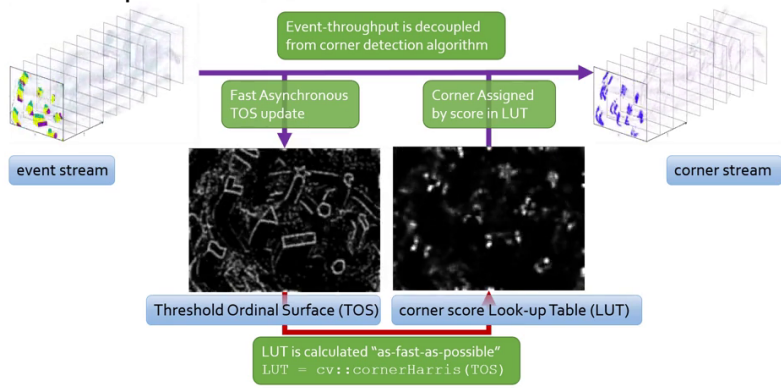 Event-throughput is decoupled
from corner detection algorithm
Fast Asynchronous
TOS update
Corner Assigned
by score in LUT
event stream
corner stream
Threshold Ordinal Surface (TOS)
corner score Look-up Table (LUT)
LUT is calculated “as-fast-as-possible”
LUT = cv::cornerHarris(TOS)